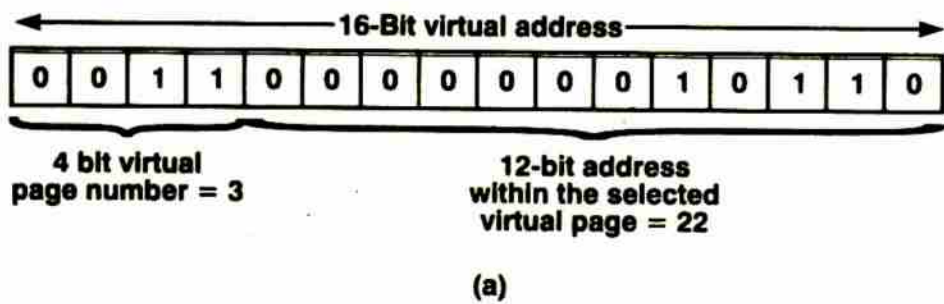 16-Bit virtual address
0 0 1 1 0 0 0 0 0 0 0 1 0 1 1 0
4 bit virtual
page number = 3
12-bit address
within the selected
virtual page = 22
(a)